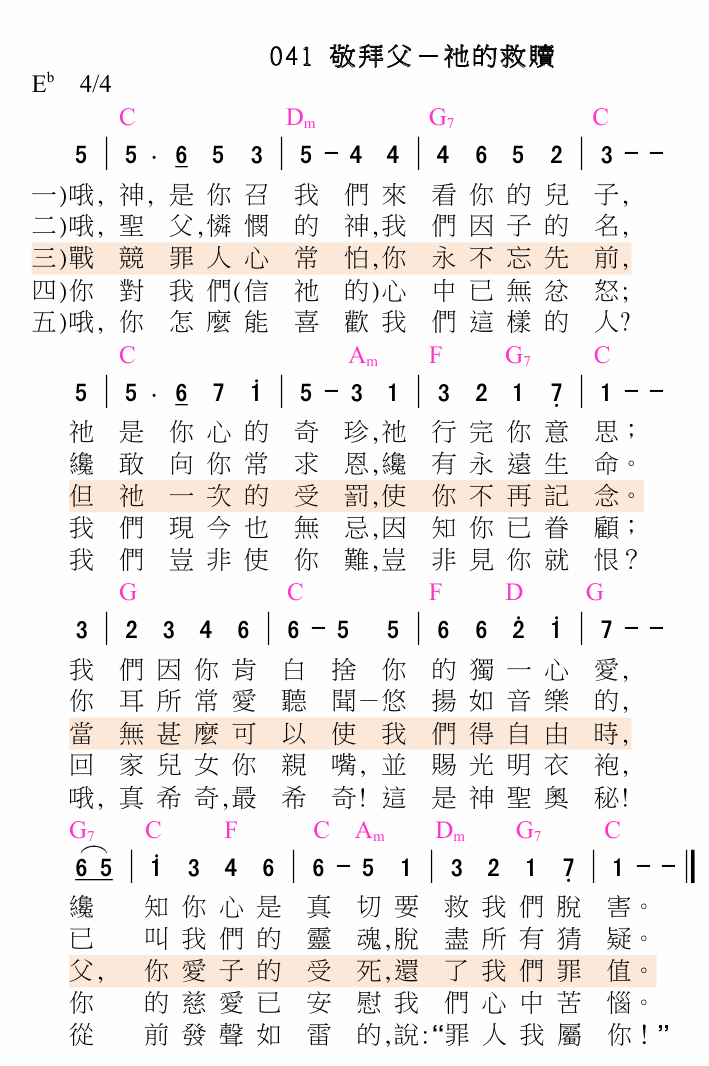 041 敬拜父－祂的救贖
E♭ 4/4
C Dm G7 C
5 | 5 . 6 5 3 | 5 – 4 4 | 4 6 5 2 | 3 – –
一)哦, 神, 是你召 我 們來 看你的兒 子,
二)哦, 聖 父,憐憫 的 神,我 們因子的 名,
三)戰 競 罪人心 常 怕,你 永不忘先 前,
四)你 對 我們(信 祂 的)心 中已無忿 怒;
五)哦, 你 怎麼能 喜 歡我 們這樣的 人?
C Am F G7 C
5 | 5 . 6 7 i | 5 – 3 1 | 3 2 1 7̣ | 1 – –
祂 是 你心的 奇 珍,祂 行完你意 思；
纔 敢 向你常 求 恩,纔 有永遠生 命。
但 祂 一次的 受 罰,使 你不再記 念。
我 們 現今也 無 忌,因 知你已眷 顧；
我 們 豈非使 你 難,豈 非見你就 恨？
G C F D G
3 | 2 3 4 6 | 6 – 5 5 | 6 6 2̇ i | 7 – –
我 們因你肯 白 捨 你 的獨一心 愛,
你 耳所常愛 聽 聞－悠 揚如音樂 的,
當 無甚麼可 以 使 我 們得自由 時,
回 家兒女你 親 嘴, 並 賜光明衣 袍,
哦, 真希奇,最 希 奇! 這 是神聖奧 秘!
G7 C F C Am Dm G7 C
6 5 | i 3 4 6 | 6 – 5 1 | 3 2 1 7̣ | 1 – – ‖
纔 知你心是 真 切要 救我們脫 害。
已 叫我們的 靈 魂,脫 盡所有猜 疑。
父, 你愛子的 受 死,還 了我們罪 值。
你 的慈愛已 安 慰我 們心中苦 惱。
從 前發聲如 雷 的,說:“罪人我屬 你！”